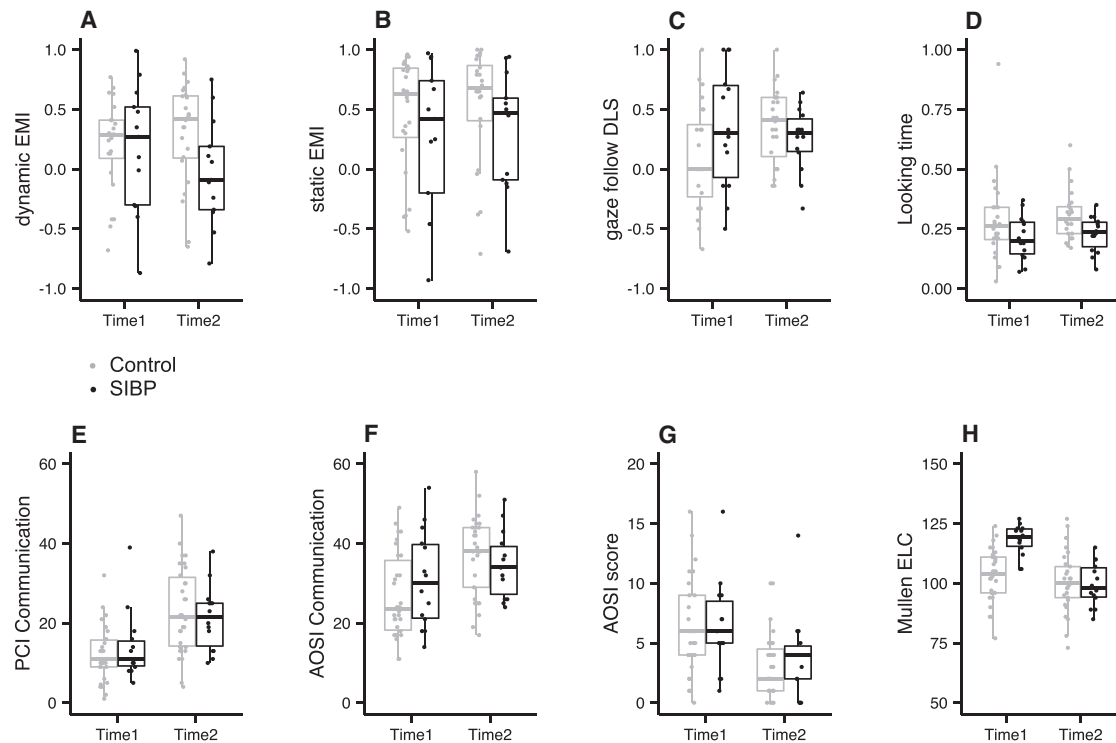 A
B
C
D
dynamic EMI
1.0
0.5
0.0
-0.5
-1.0
Time1
Time2
static EMI
1.0
0.5
0.0
-0.5
-1.0
Time1
Time2
gaze follow DLS
1.0
0.5
0.0
-0.5
-1.0
Time1
Time2
Looking time
1.00
0.75
0.50
0.25
0.00
Time1
Time2
Control
SIBP
E
F
G
H
PCI Communication
60
40
20
0
Time1
Time2
AOSI Communication
60
40
20
0
Time1
Time2
AOSI score
20
15
10
5
0
Time1
Time2
Mullen ELC
150
125
100
75
50
Time1
Time2